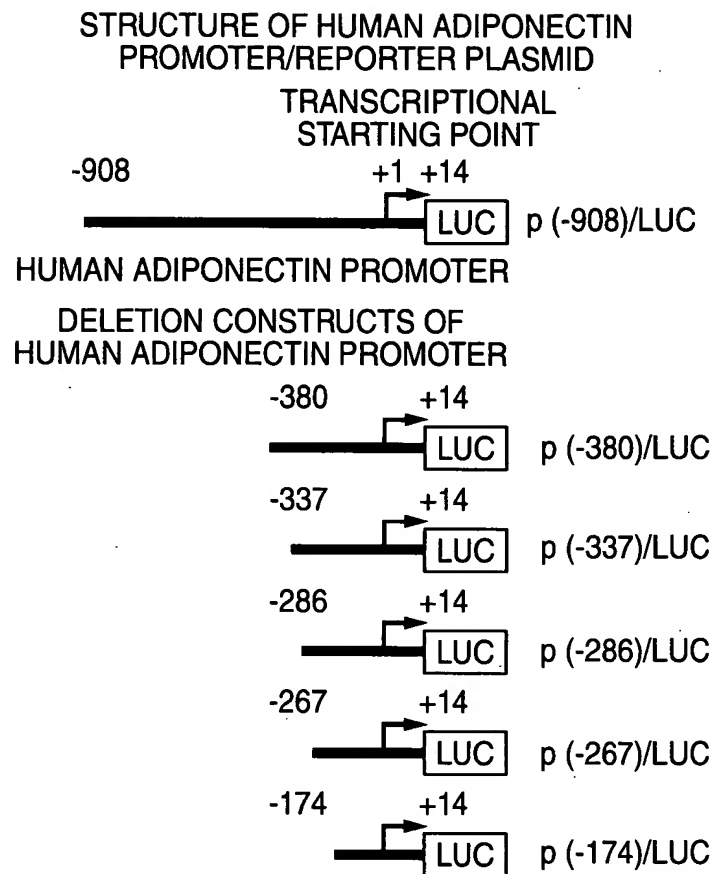 STRUCTURE OF HUMAN ADIPONECTIN
PROMOTER/REPORTER PLASMID
TRANSCRIPTIONAL
STARTING POINT
-908 +1 +14
LUC p (-908)/LUC
HUMAN ADIPONECTIN PROMOTER
DELETION CONSTRUCTS OF
HUMAN ADIPONECTIN PROMOTER
-380 +14
LUC p (-380)/LUC
-337 +14
LUC p (-337)/LUC
-286 +14
LUC p (-286)/LUC
-267 +14
LUC p (-267)/LUC
-174 +14
LUC p (-174)/LUC